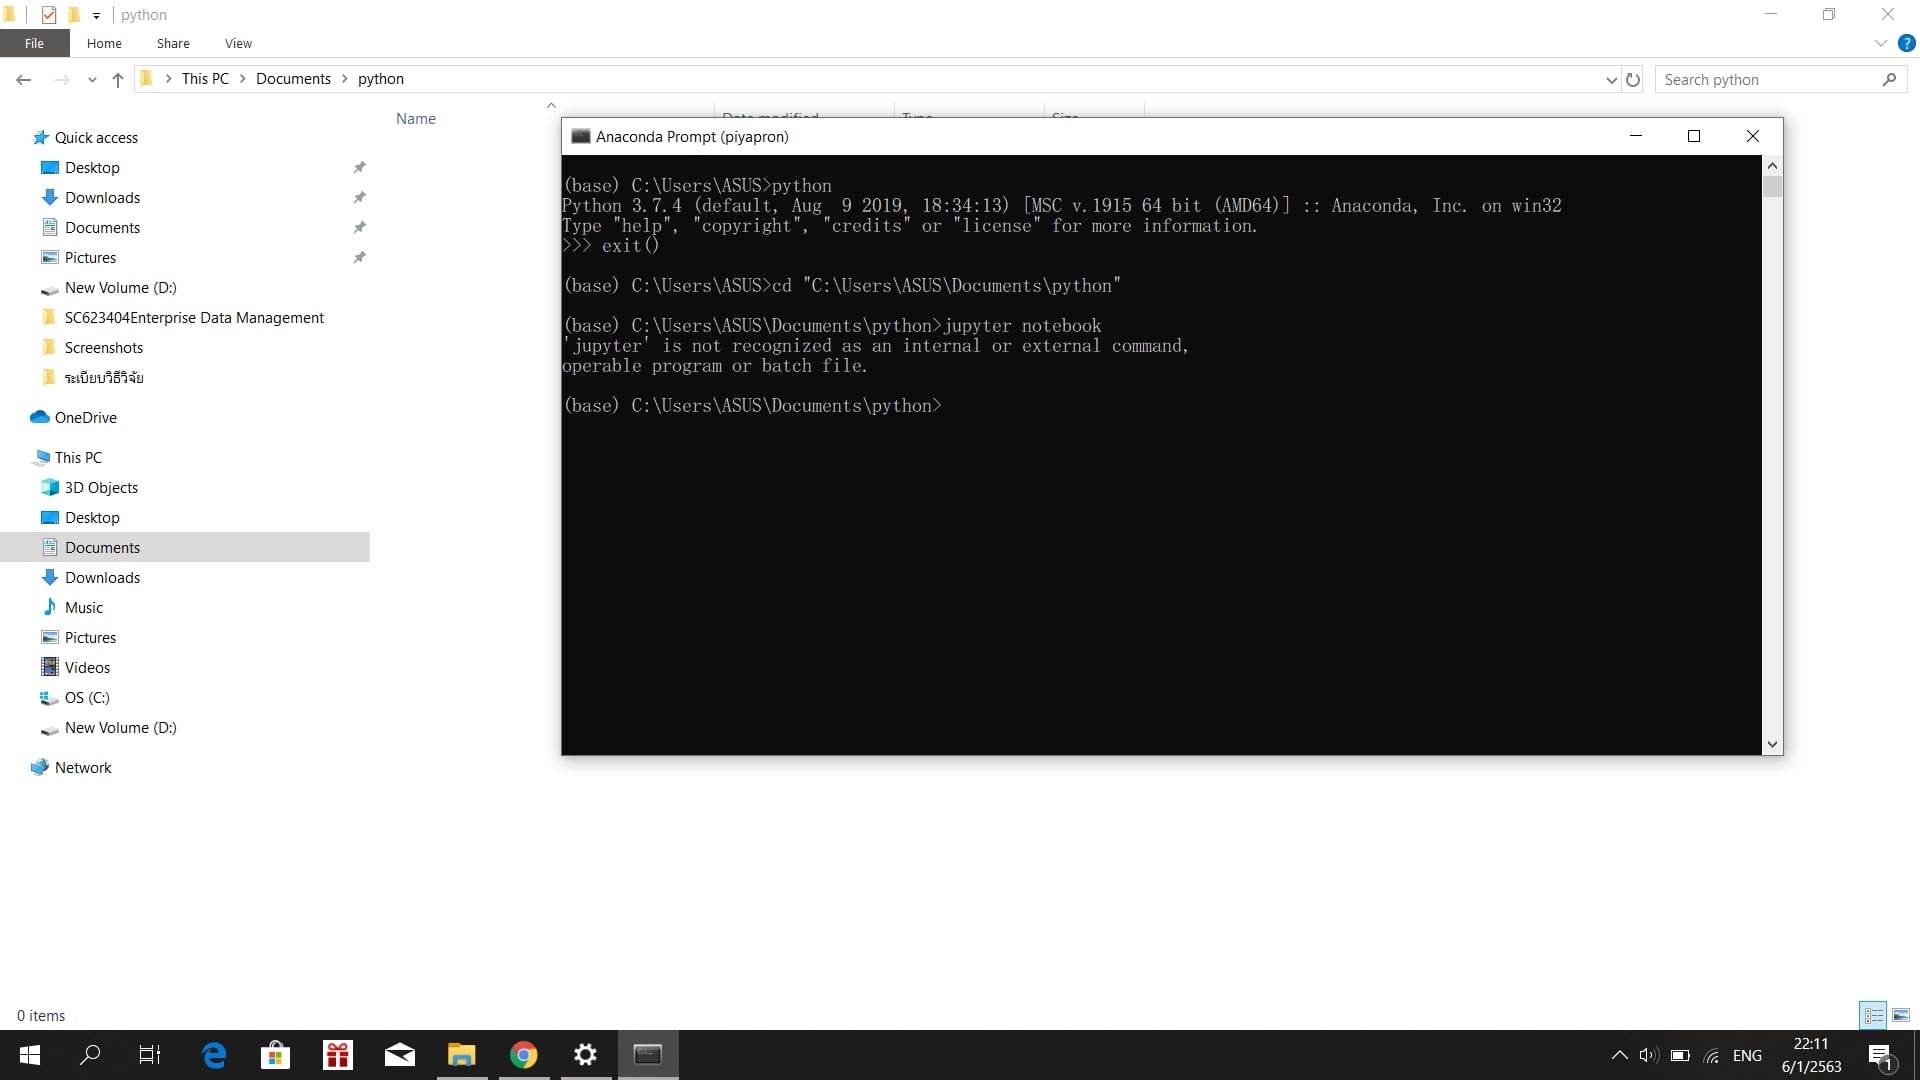 python
File
Home
Share
View
This PC
Documents
python
Search python
Name
Date modified
Type
Size
Quick access
Desktop
Downloads
Documents
Pictures
New Volume (D:)
SC623404Enterprise Data Management
Screenshots
ระเบียบวิธีวิจัย
OneDrive
This PC
3D Objects
Desktop
Documents
Downloads
Music
Pictures
Videos
OS (C:)
New Volume (D:)
Network
0 items
Anaconda Prompt (piyapron)
(base) C:\Users\ASUS>python
Python 3.7.4 (default, Aug  9 2019, 18:34:13) [MSC v.1915 64 bit (AMD64)] :: Anaconda, Inc. on win32
Type "help", "copyright", "credits" or "license" for more information.
>>> exit()
(base) C:\Users\ASUS>cd "C:\Users\ASUS\Documents\python"
(base) C:\Users\ASUS\Documents\python>jupyter notebook
'jupyter' is not recognized as an internal or external command,
operable program or batch file.
(base) C:\Users\ASUS\Documents\python>
ENG
22:11
6/1/2563
1